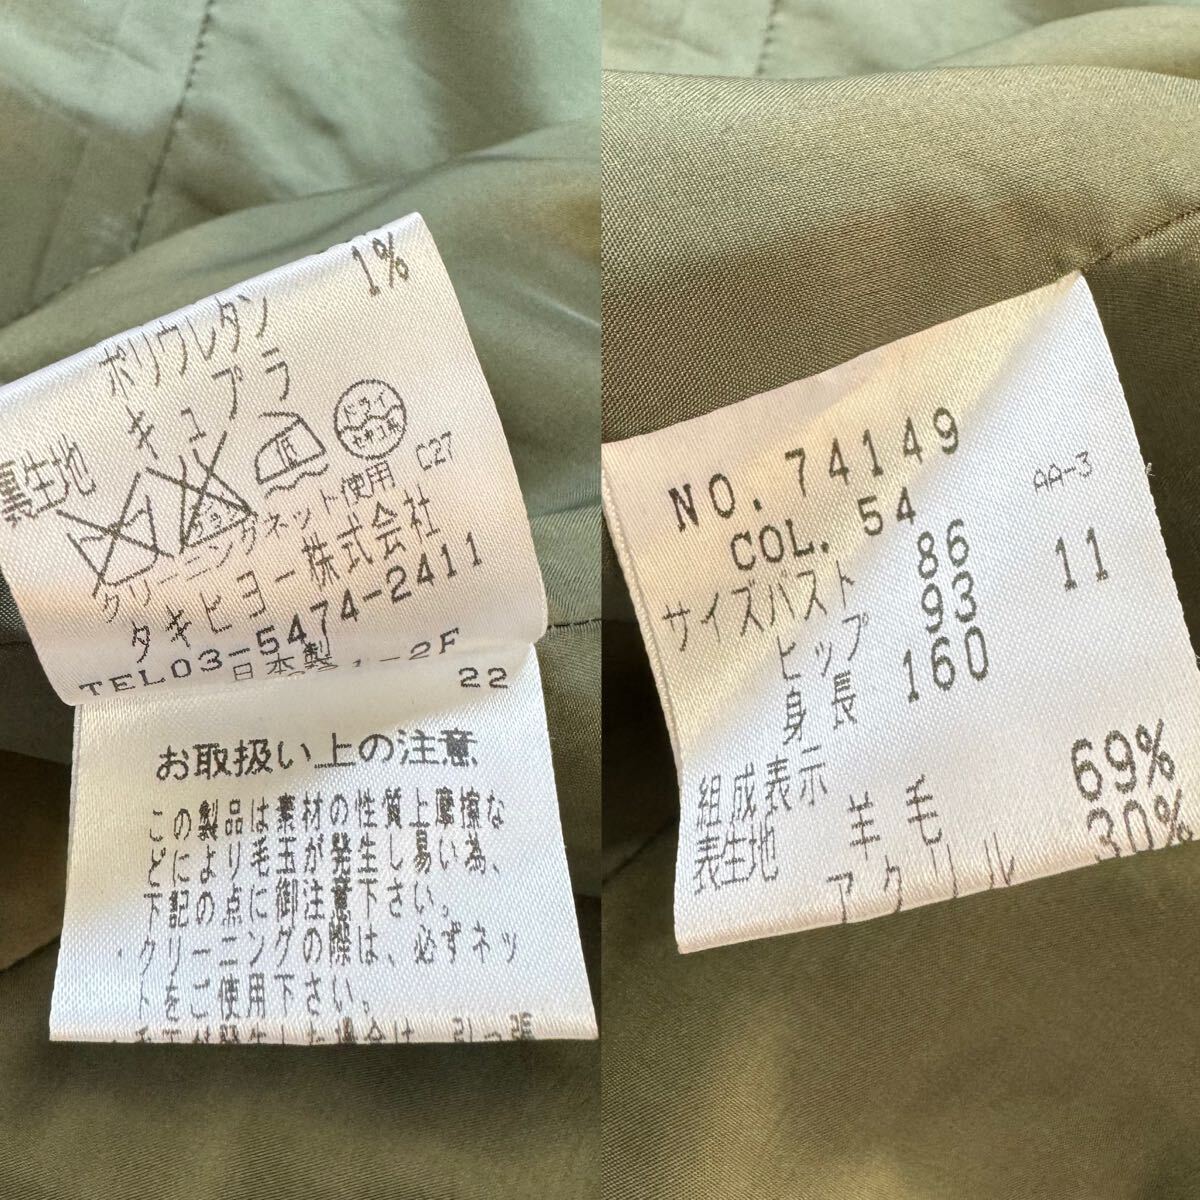 ポリウレタン 1%
裏生地 キュプラ
ドライ
セキユ系
低
C27
クリーニングネット使用
タキヒヨー株式会社
TEL03-5474-2411
日本製 1-2F
22
お取扱い上の注意
この製品は素材の性質上摩擦な
どにより毛玉が発生し易い為、
下記の点に御注意下さい。
クリーニングの際は、必ずネッ
トをご使用下さい。
NO. 74149
COL. 54
AA-3
サイズバスト 86 11
ヒップ 93
身長 160
組成表示
表生地 羊毛 69%
アクリル 30%